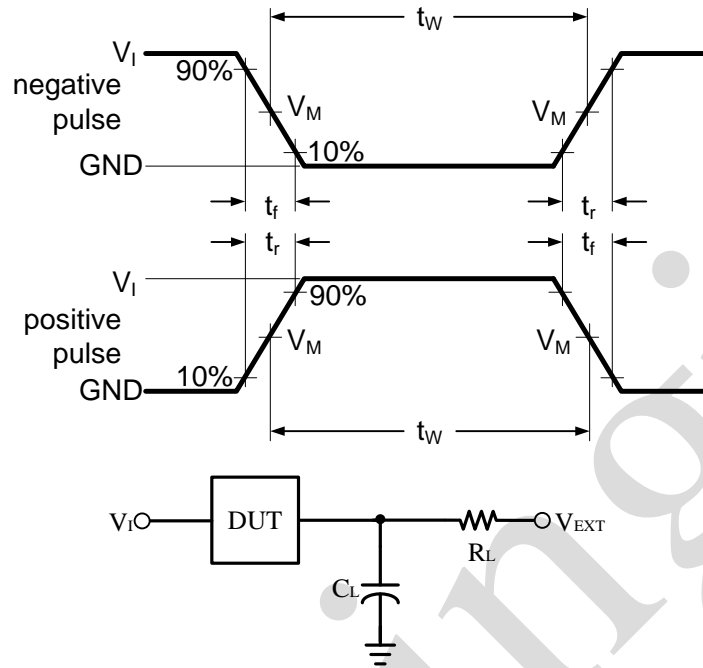 tW
VI
90%
negative
pulse
VM
VM
10%
GND
tf
tr
tr
tf
VI
90%
positive
pulse
VM
VM
10%
GND
tW
VI
DUT
VEXT
RL
CL